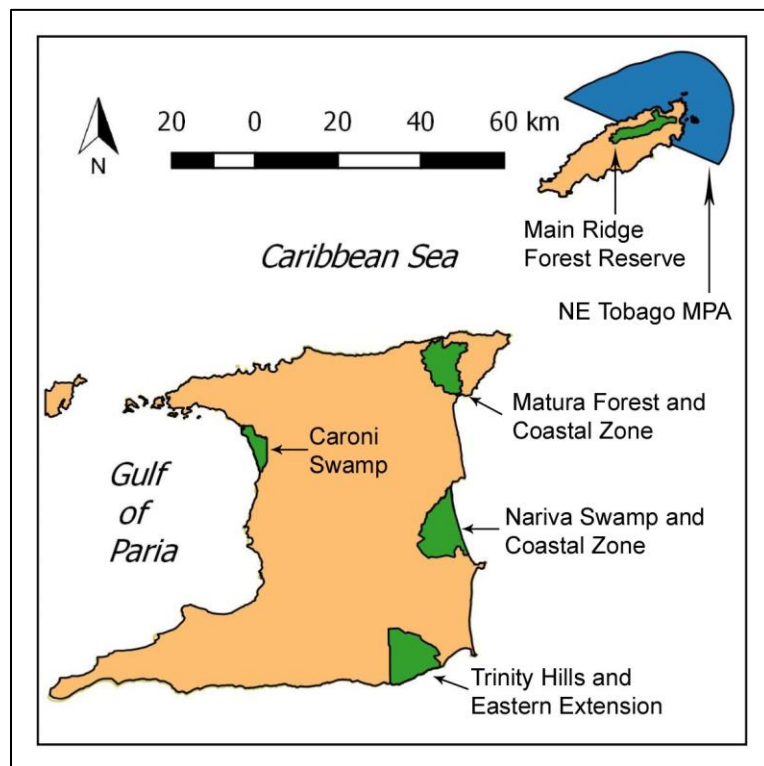 20 0 20 40 60 km
N
Main Ridge
Forest Reserve
Caribbean Sea
NE Tobago MPA
Matura Forest and
Coastal Zone
Caroni
Swamp
Gulf
of
Paria
Nariva Swamp and
Coastal Zone
Trinity Hills and
Eastern Extension